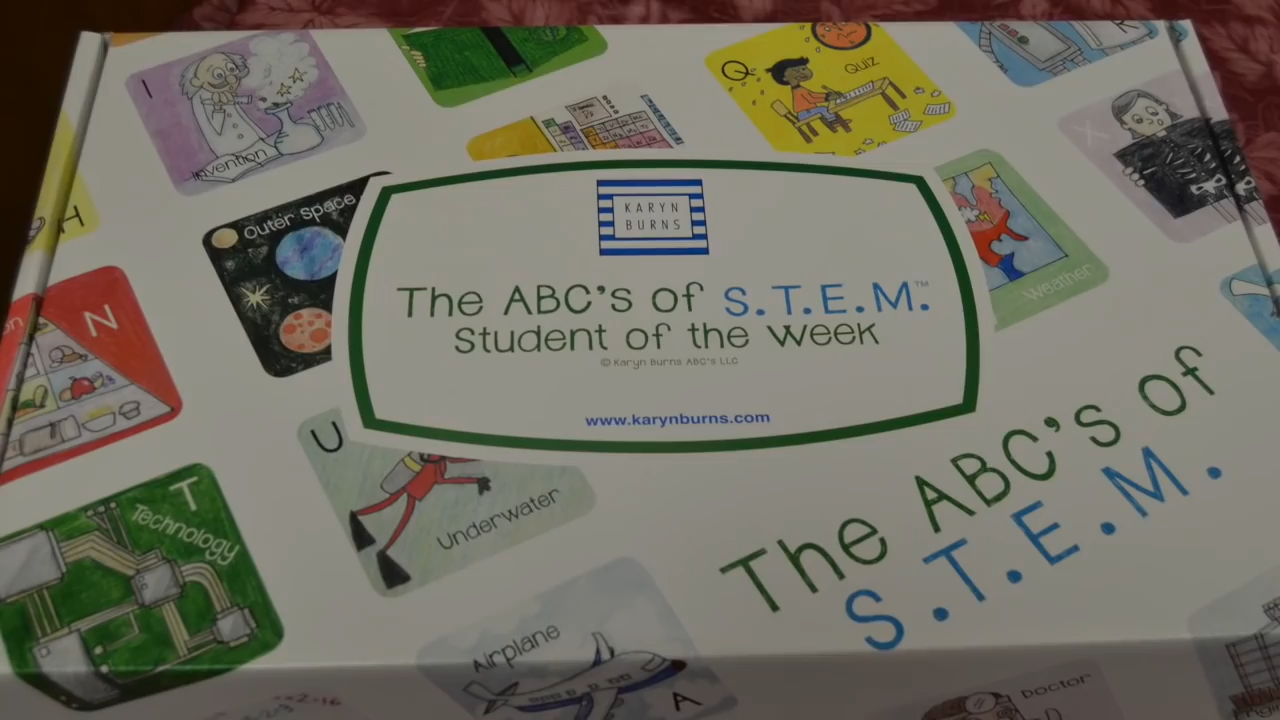 I
Invention
Q
Quiz
R
X
H
Outer Space
KARYN
BURNS
The ABC's of S.T.E.M.™
Student of the Week
© Karyn Burns ABC's LLC
www.karynburns.com
Weather
N
U
Underwater
T
Technology
The ABC's of
S.T.E.M.
Airplane
A
Doctor